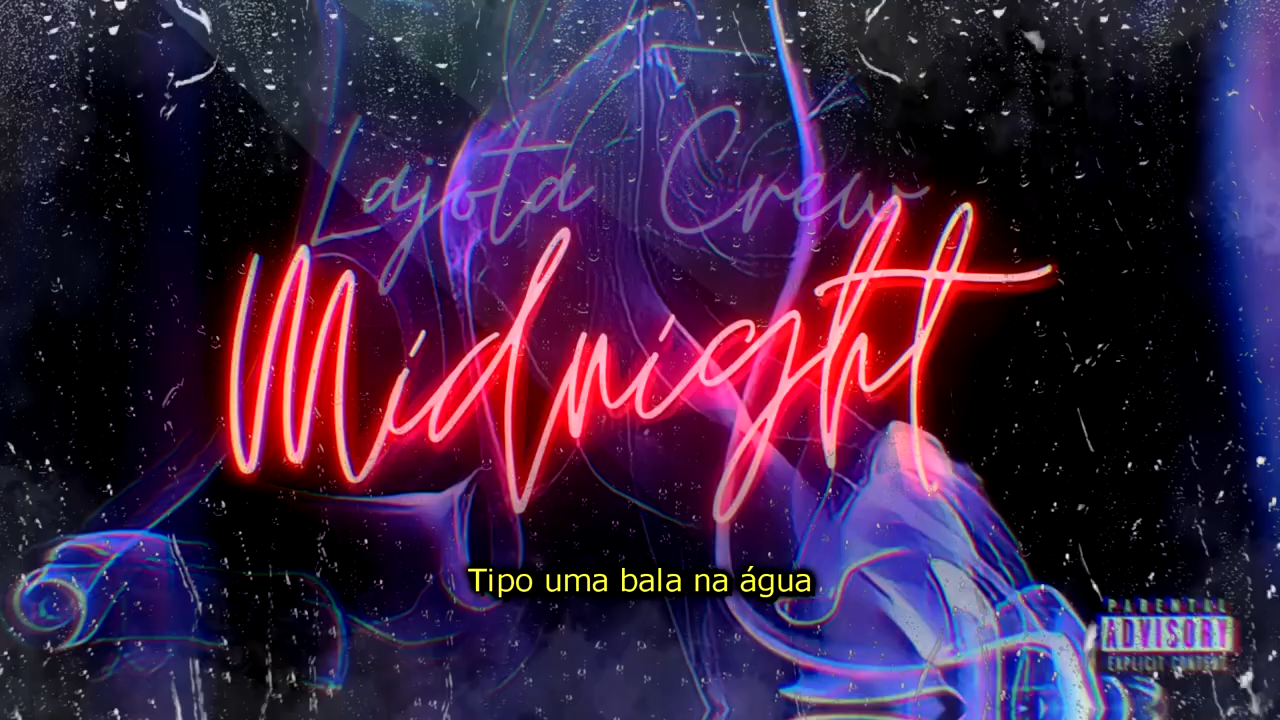 Lajota Crew
Midnight
Tipo uma bala na água
PARENTAL
ADVISORY
EXPLICIT CONTENT